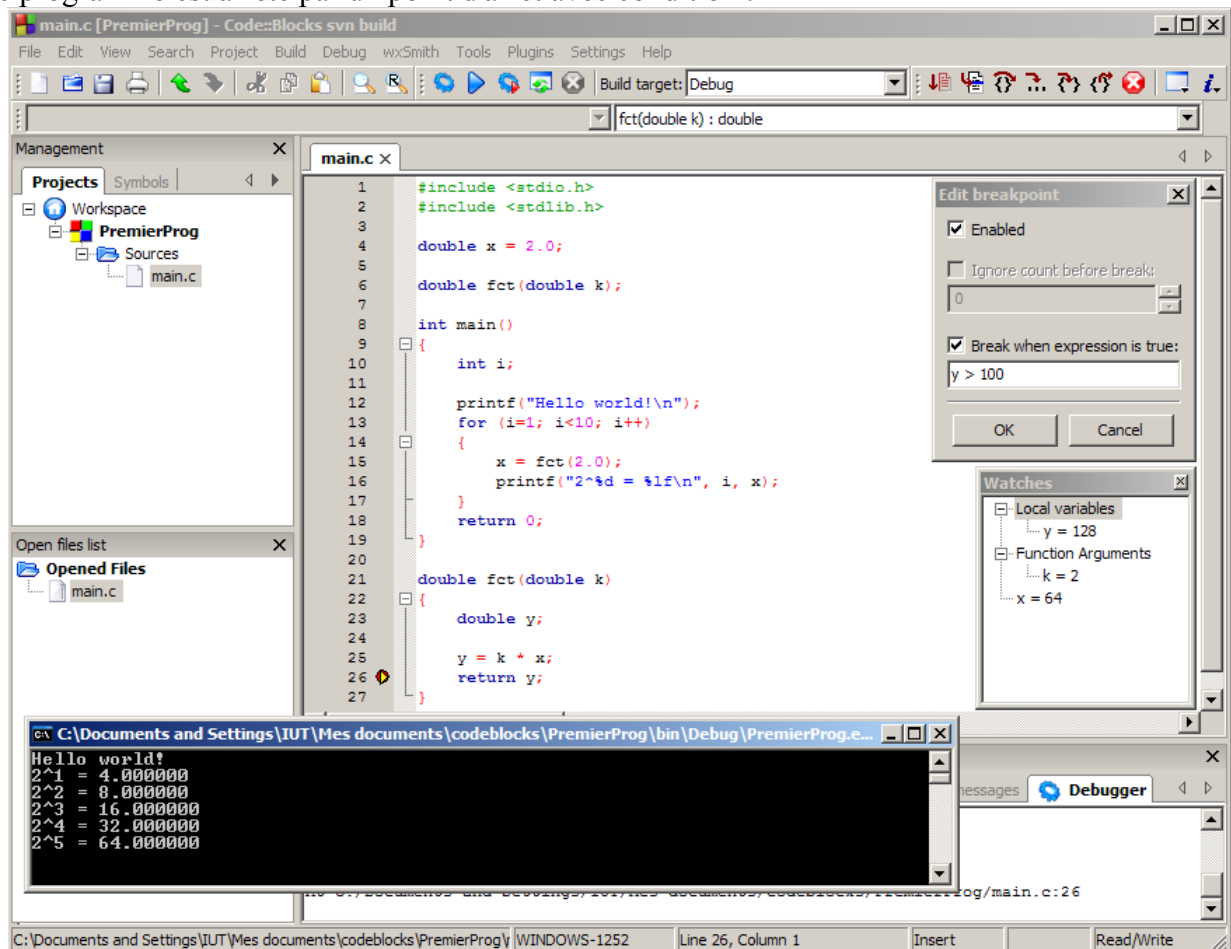 main.c [PremierProg] - Code::Blocks svn build
File Edit View Search Project Build Debug wxSmith Tools Plugins Settings Help
Build target: Debug
fct(double k) : double
Management
Projects Symbols
Workspace
PremierProg
Sources
main.c
Open files list
Opened Files
main.c
main.c
1 #include <stdio.h>
2 #include <stdlib.h>
3
4 double x = 2.0;
5
6 double fct(double k);
7
8 int main()
9 {
10 int i;
11
12 printf("Hello world!\n");
13 for (i=1; i<10; i++)
14 {
15 x = fct(2.0);
16 printf("2^%d = %lf\n", i, x);
17 }
18 return 0;
19 }
20
21 double fct(double k)
22 {
23 double y;
24
25 y = k * x;
26 return y;
27 }
Edit breakpoint
Enabled
Ignore count before break:
0
Break when expression is true:
y > 100
OK Cancel
Watches
Local variables
y = 128
Function Arguments
k = 2
x = 64
C:\Documents and Settings\IUT\Mes documents\codeblocks\PremierProg\bin\Debug\PremierProg.e...
Hello world!
2^1 = 4.000000
2^2 = 8.000000
2^3 = 16.000000
2^4 = 32.000000
2^5 = 64.000000
messages Debugger
main.c:26
C:\Documents and Settings\IUT\Mes documents\codeblocks\PremierProg\ WINDOWS-1252 Line 26, Column 1 Insert Read/Write